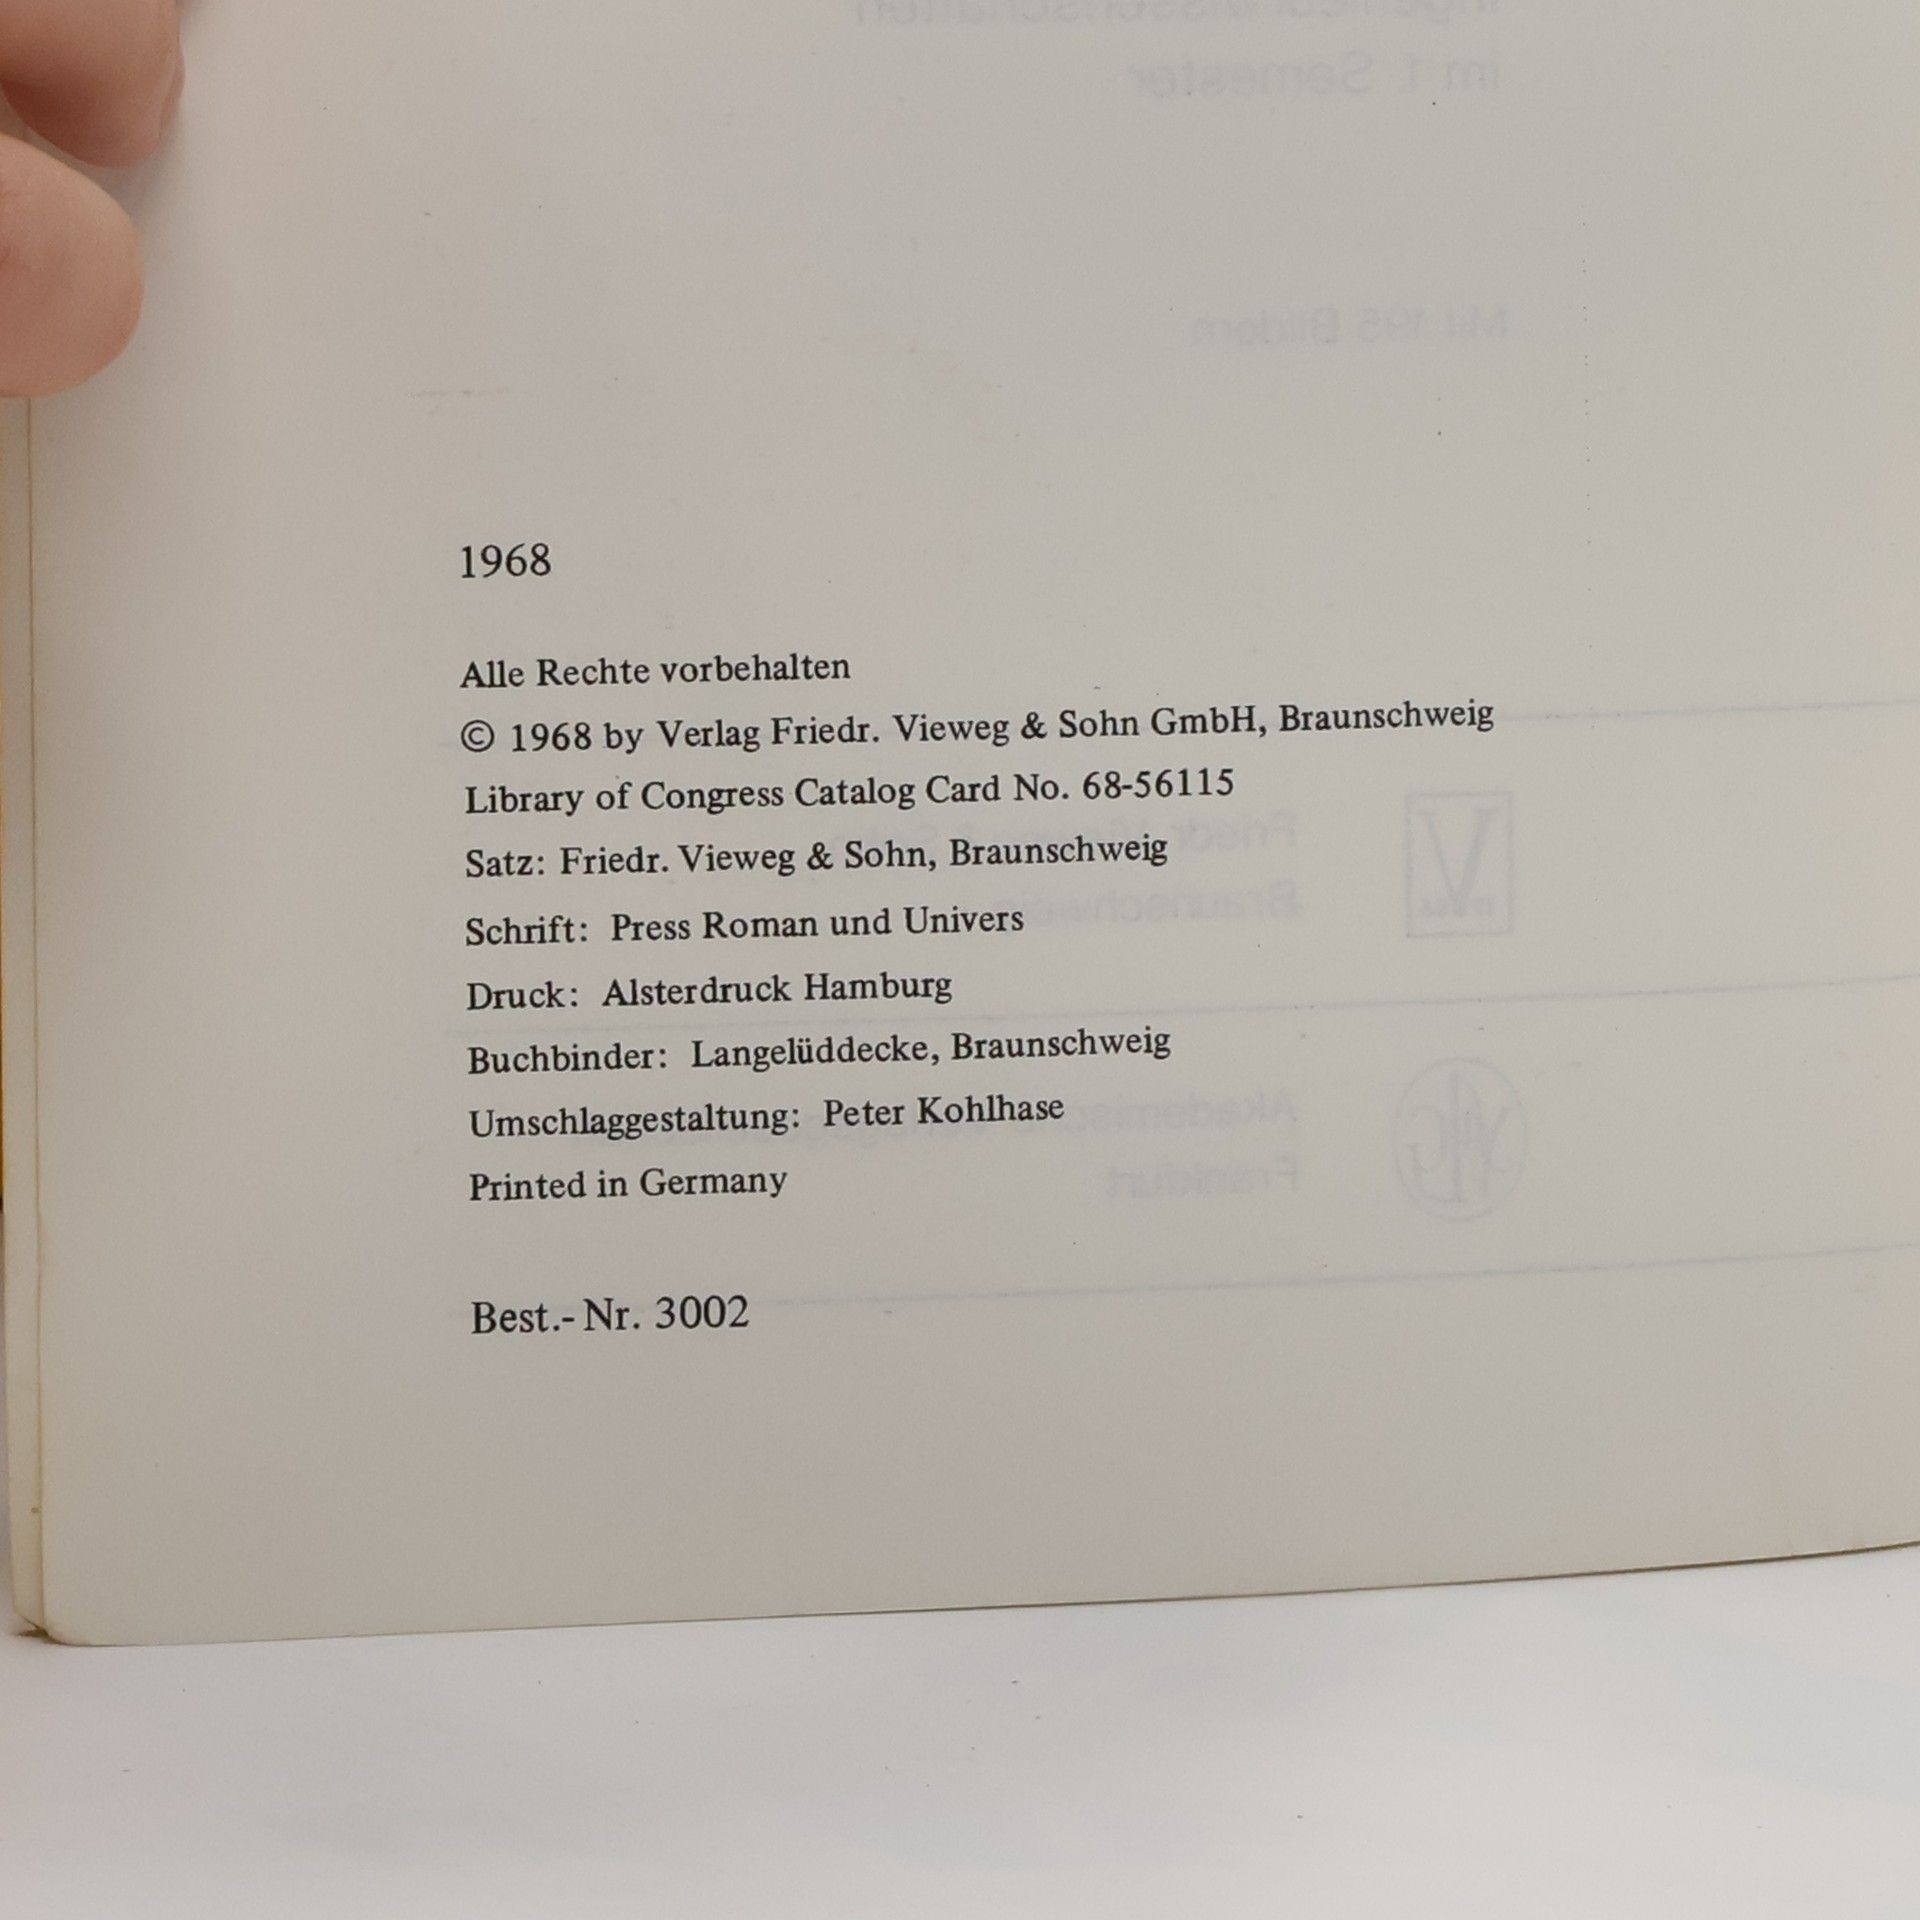 1968
Alle Rechte vorbehalten
© 1968 by Verlag Friedr. Vieweg & Sohn GmbH, Braunschweig
Library of Congress Catalog Card No. 68-56115
Satz: Friedr. Vieweg & Sohn, Braunschweig
Schrift: Press Roman und Univers
Druck: Alsterdruck Hamburg
Buchbinder: Langelüddecke, Braunschweig
Umschlaggestaltung: Peter Kohlhase
Printed in Germany
Best.-Nr. 3002